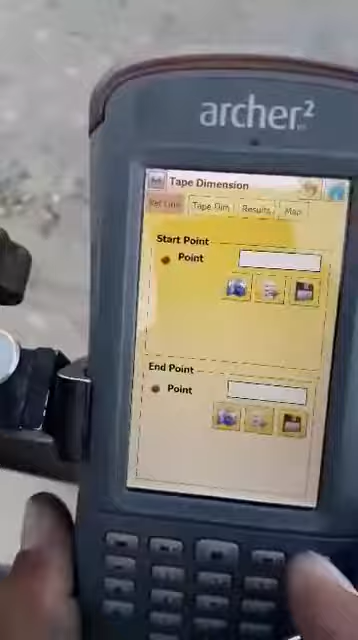 archer²
Tape Dimension
Ref Line Tape Dim Results Map
Start Point
Point
End Point
Point